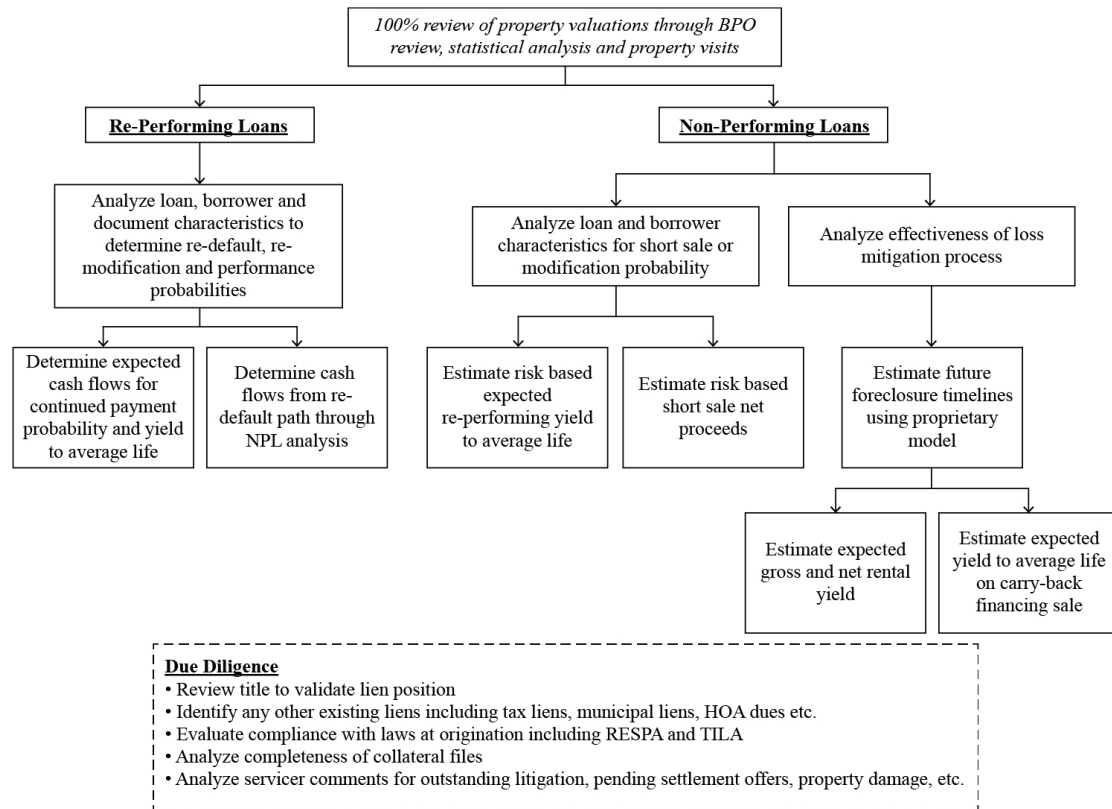 100% review of property valuations through BPO
review, statistical analysis and property visits
Re-Performing Loans
Non-Performing Loans
Analyze loan, borrower and
document characteristics to
determine re-default, re-
modification and performance
probabilities
Analyze loan and borrower
characteristics for short sale or
modification probability
Analyze effectiveness of loss
mitigation process
Determine expected
cash flows for
continued payment
probability and yield
to average life
Determine cash
flows from re-
default path through
NPL analysis
Estimate risk based
expected
re-performing yield
to average life
Estimate risk based
short sale net
proceeds
Estimate future
foreclosure timelines
using proprietary
model
Estimate expected
gross and net rental
yield
Estimate expected
yield to average life
on carry-back
financing sale
Due Diligence
• Review title to validate lien position
• Identify any other existing liens including tax liens, municipal liens, HOA dues etc.
• Evaluate compliance with laws at origination including RESPA and TILA
• Analyze completeness of collateral files
• Analyze servicer comments for outstanding litigation, pending settlement offers, property damage, etc.